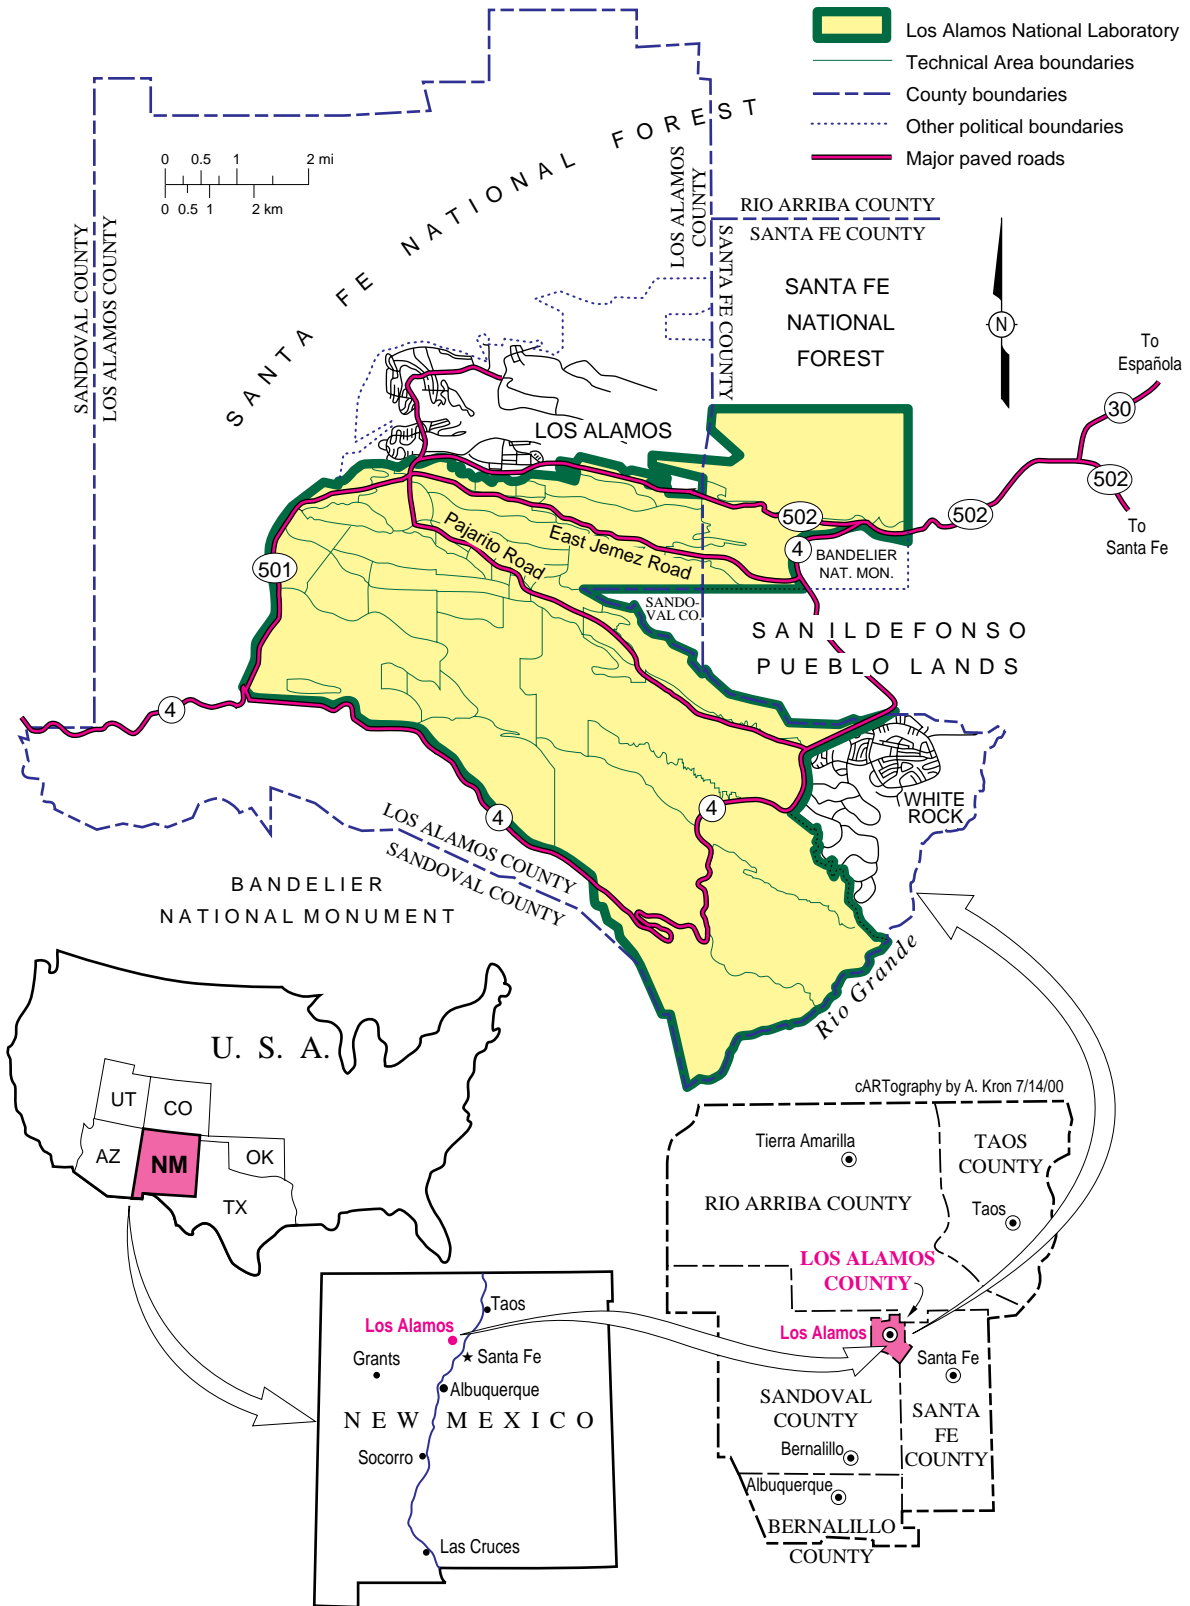 Los Alamos National Laboratory
Technical Area boundaries
County boundaries
Other political boundaries
Major paved roads
0 0.5 1 2 mi
0 0.5 1 2 km
SANTA FE NATIONAL FOREST
SANDOVAL COUNTY
LOS ALAMOS COUNTY
LOS ALAMOS
COUNTY
RIO ARRIBA COUNTY
SANTA FE COUNTY
SANTA FE COUNTY
SANTA FE
NATIONAL
FOREST
N
To
Española
30
502
To
Santa Fe
LOS ALAMOS
502
502
4
BANDELIER
NAT. MON.
East Jemez Road
Pajarito Road
501
SANDO-
VAL CO.
SAN ILDEFONSO
PUEBLO LANDS
4
4
4
WHITE
ROCK
LOS ALAMOS COUNTY
SANDOVAL COUNTY
BANDELIER
NATIONAL MONUMENT
Rio Grande
U. S. A.
UT
CO
AZ
NM
OK
TX
cARTography by A. Kron 7/14/00
Tierra Amarilla
TAOS
COUNTY
RIO ARRIBA COUNTY
Taos
LOS ALAMOS
COUNTY
Los Alamos
Santa Fe
SANDOVAL
COUNTY
SANTA
FE
COUNTY
Bernalillo
Albuquerque
BERNALILLO
COUNTY
Taos
Los Alamos
Grants
Santa Fe
Albuquerque
NEW MEXICO
Socorro
Las Cruces